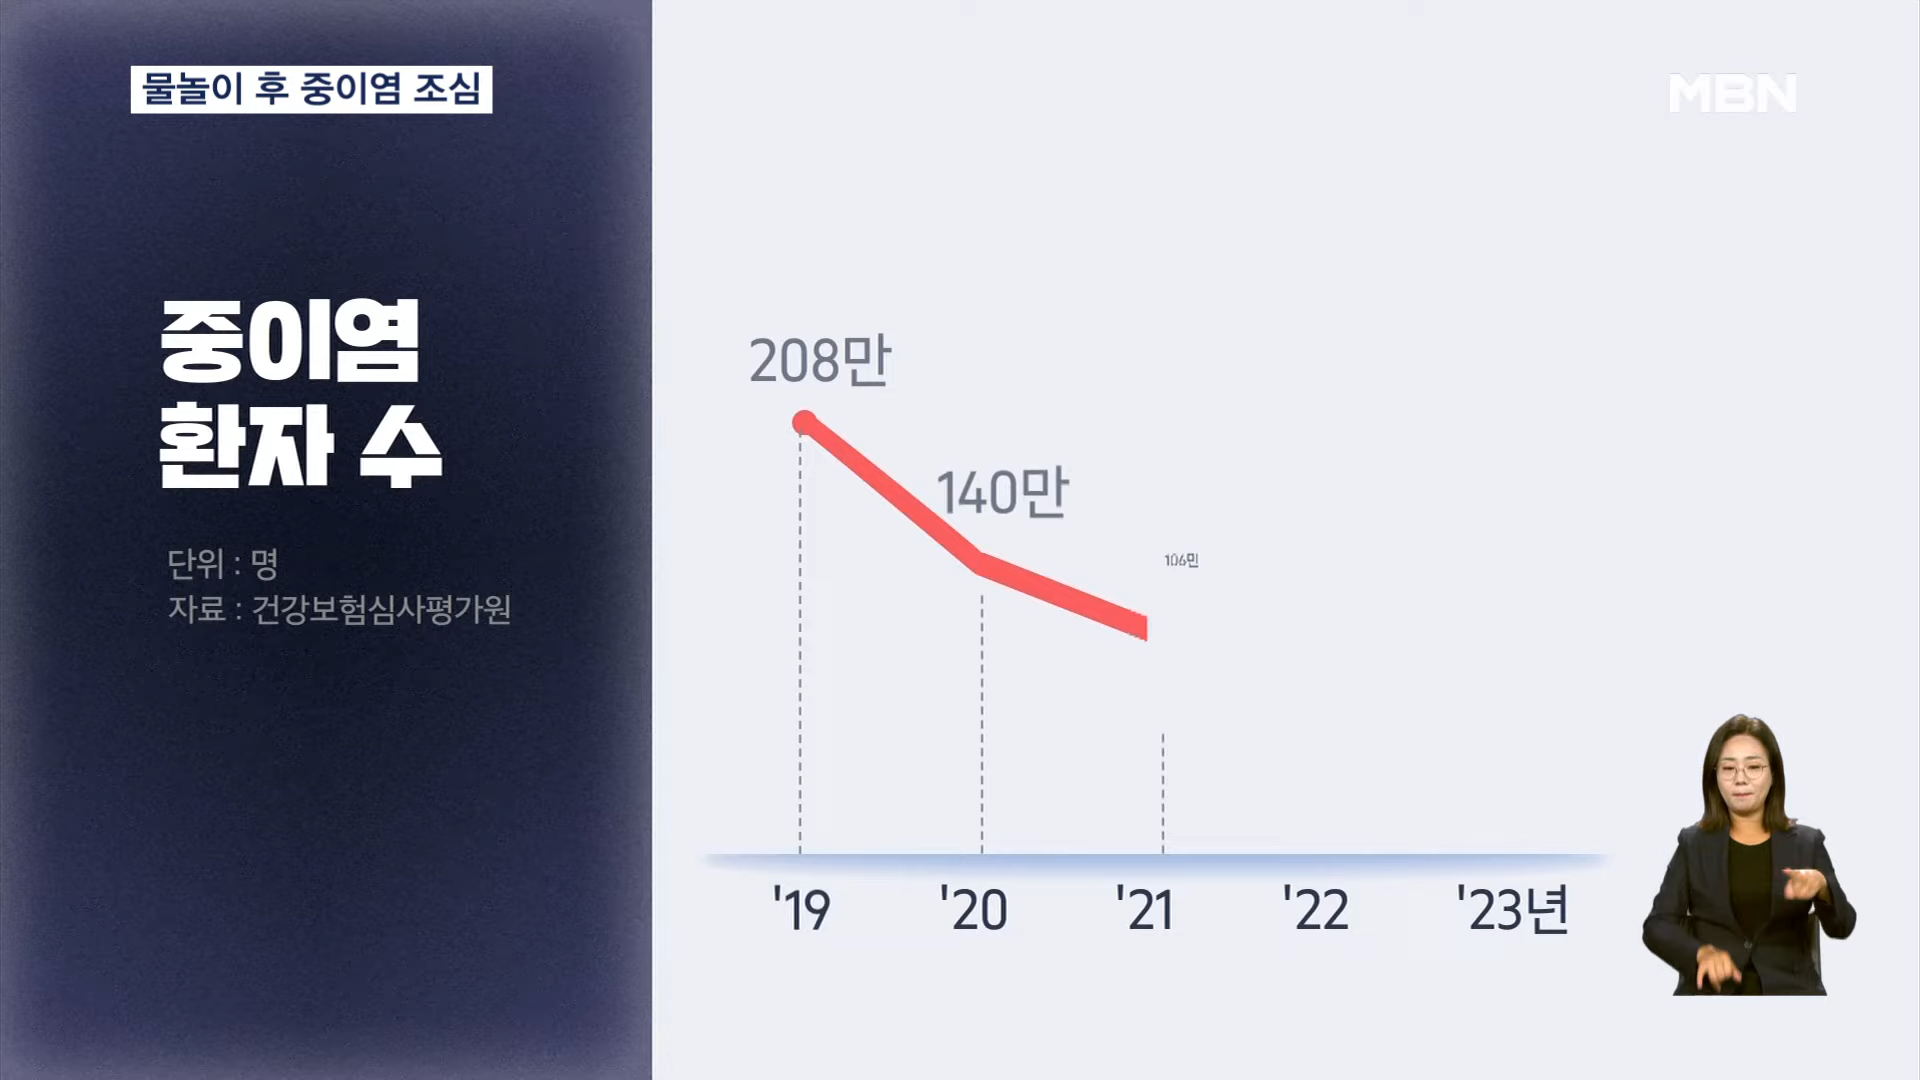 물놀이 후 중이염 조심
MBN
중이염
환자 수
단위 : 명
자료 : 건강보험심사평가원
208만
140만
106만
'19 '20 '21 '22 '23년